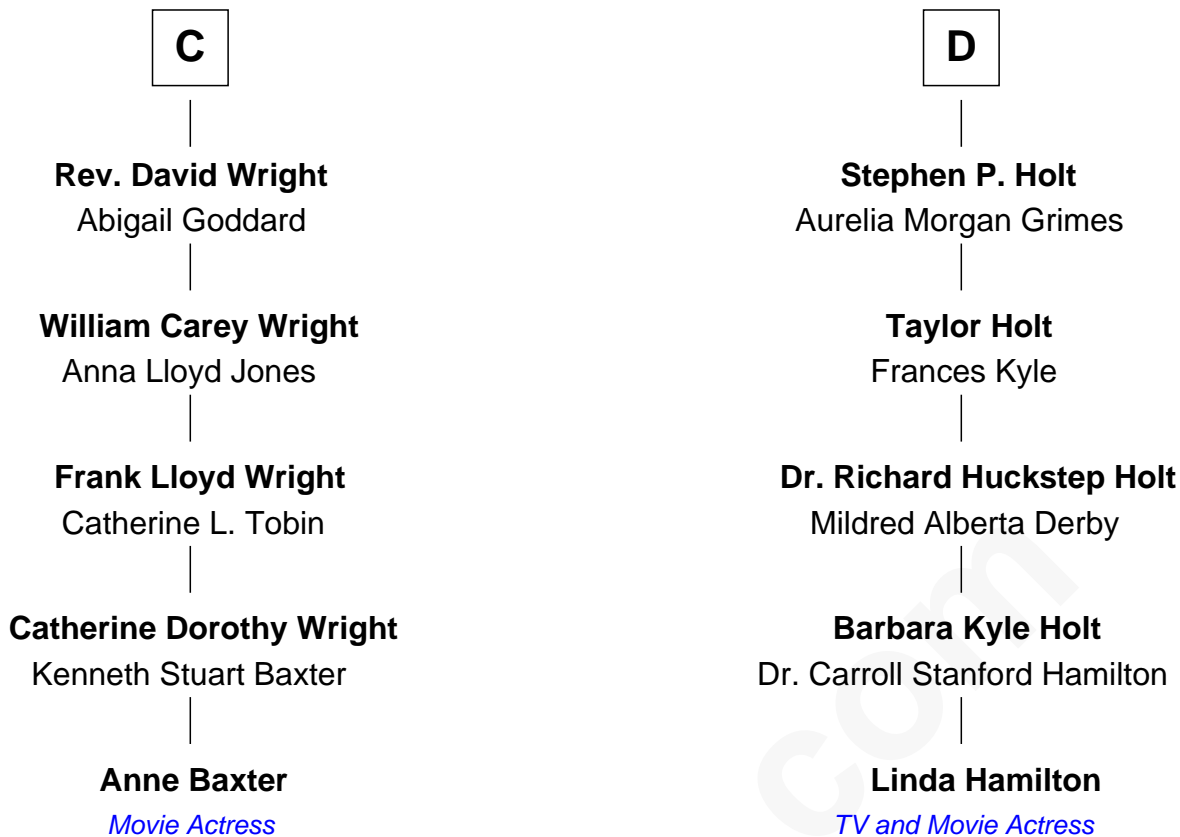 C
Rev. David Wright
Abigail Goddard
William Carey Wright
Anna Lloyd Jones
Frank Lloyd Wright
Catherine L. Tobin
Catherine Dorothy Wright
Kenneth Stuart Baxter
Anne Baxter
Movie Actress
D
Stephen P. Holt
Aurelia Morgan Grimes
Taylor Holt
Frances Kyle
Dr. Richard Huckstep Holt
Mildred Alberta Derby
Barbara Kyle Holt
Dr. Carroll Stanford Hamilton
Linda Hamilton
TV and Movie Actress
com